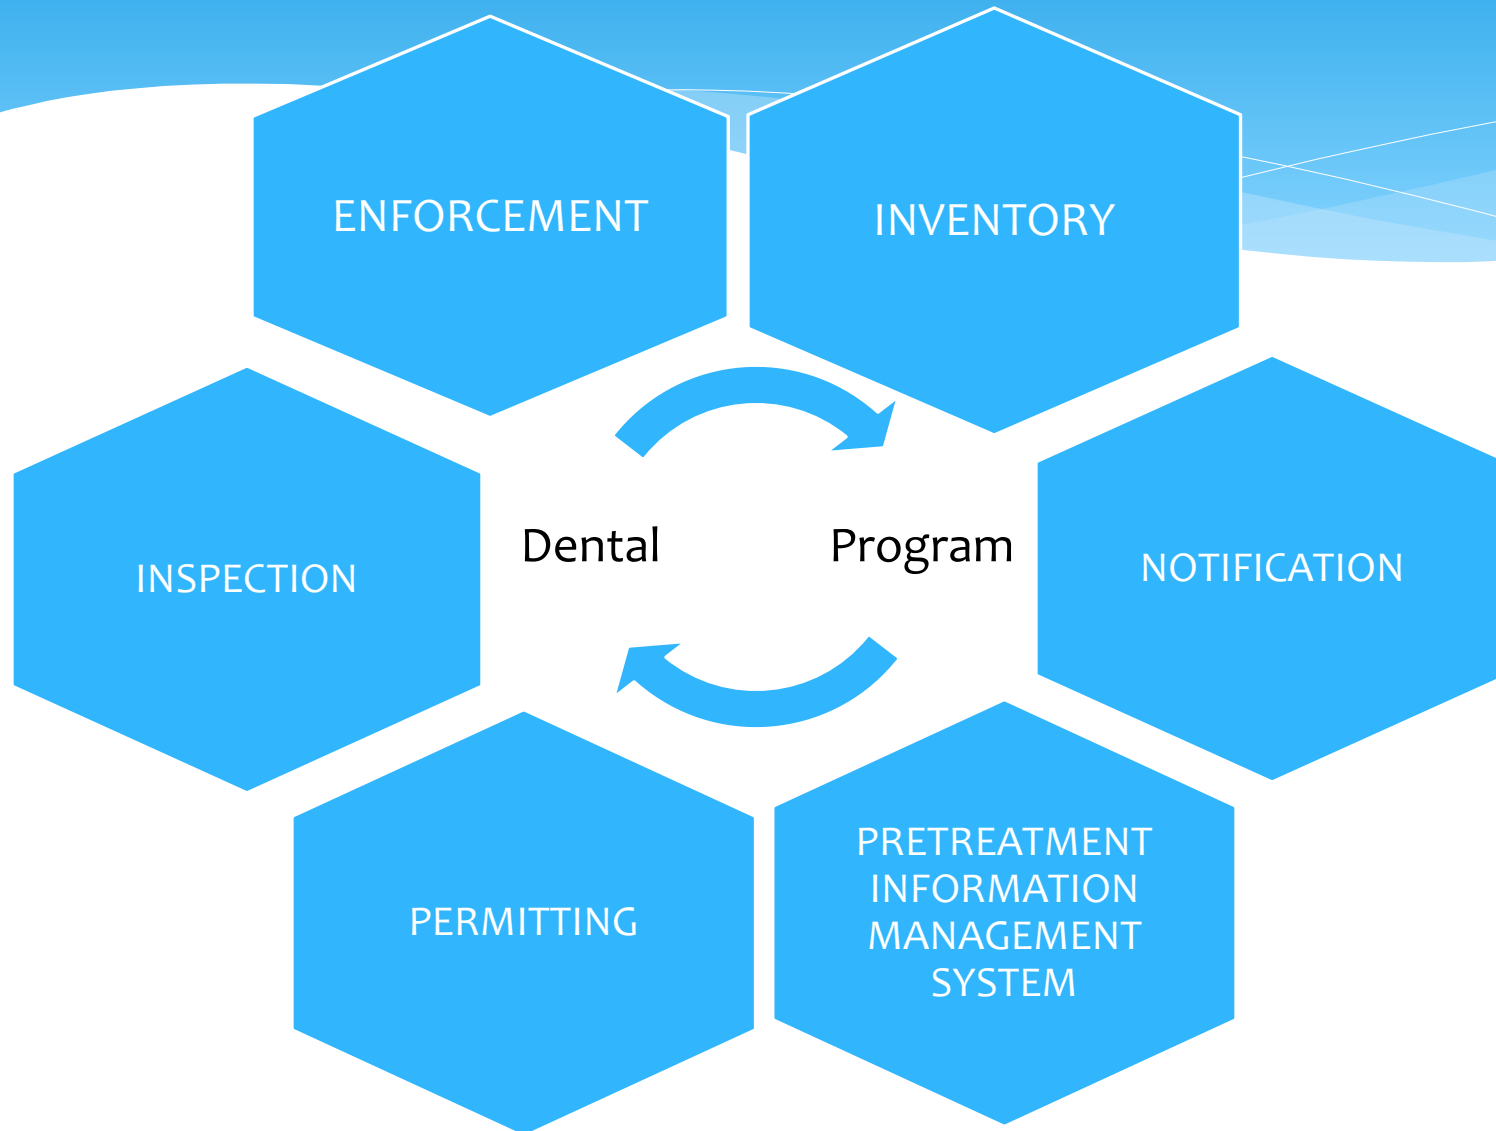 ENFORCEMENT
INVENTORY
INSPECTION
Dental Program
NOTIFICATION
PERMITTING
PRETREATMENT
INFORMATION
MANAGEMENT
SYSTEM